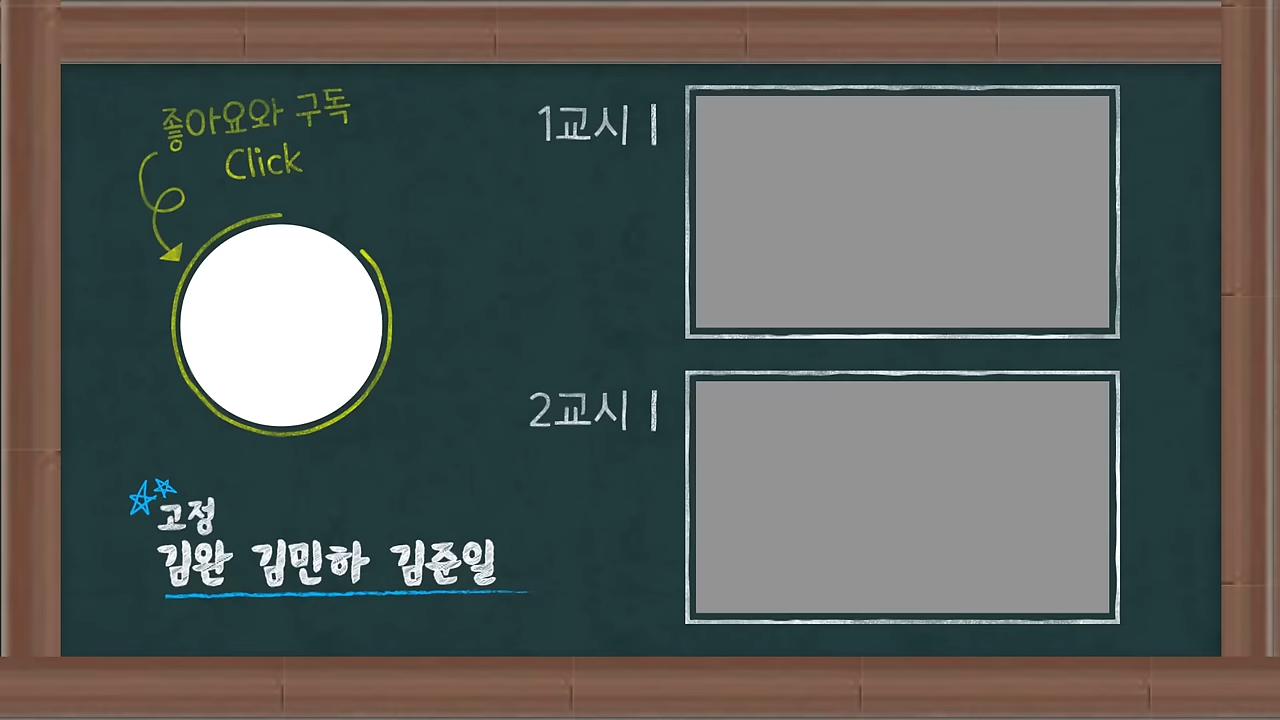 좋아요와 구독
Click
1교시 |
2교시 |
고정
김완 김민하 김준일